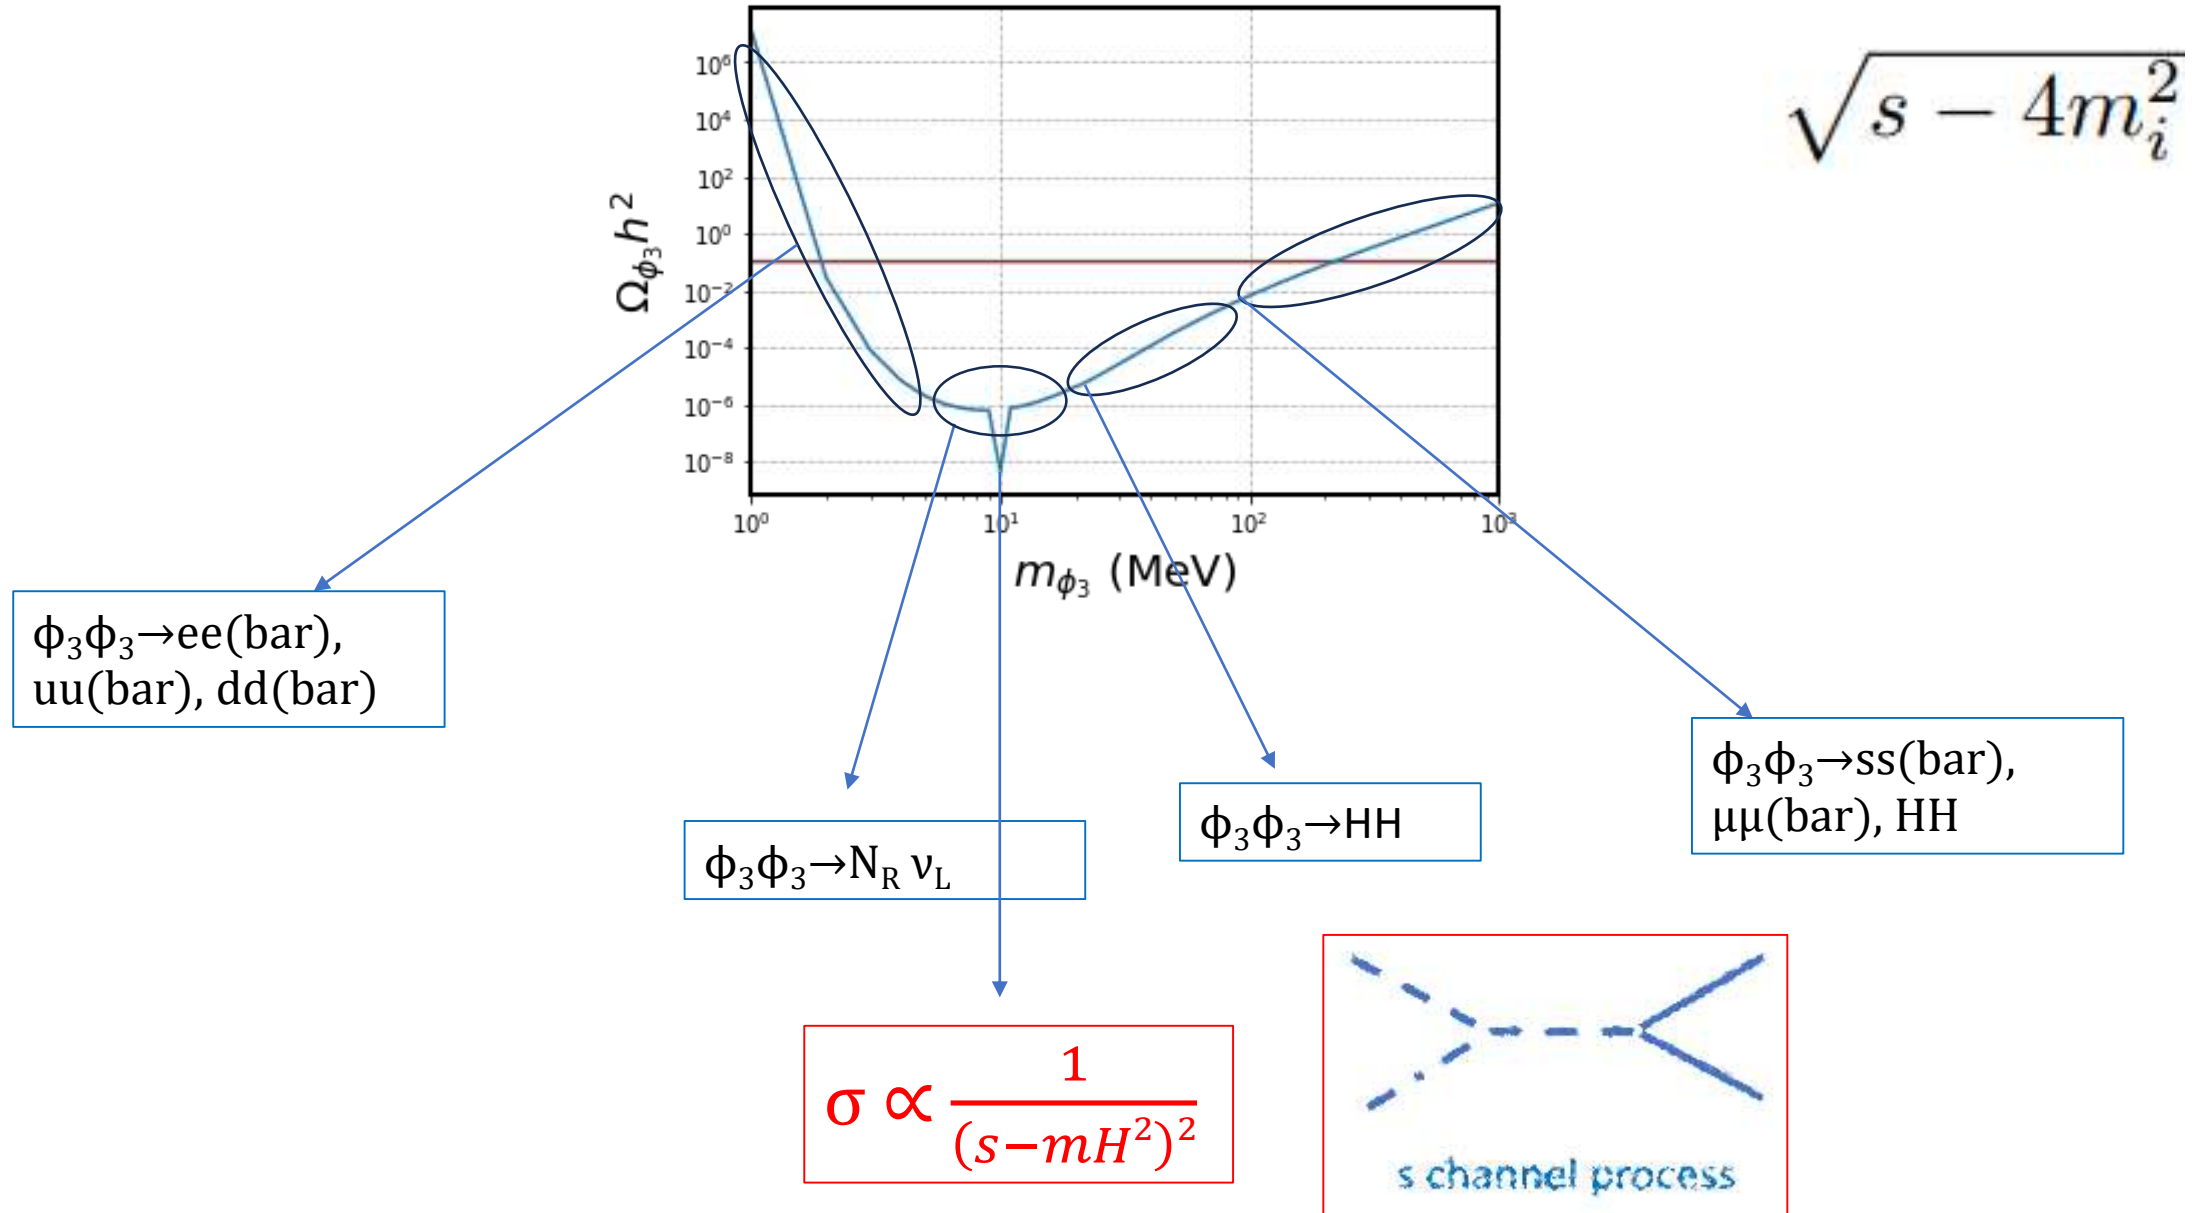 10⁶
10⁴
10²
10⁰
10⁻²
10⁻⁴
10⁻⁶
10⁻⁸
Ω_ϕ₃h²
10⁰ 10¹ 10² 10³
m_ϕ₃ (MeV)
√(s − 4m_i²)
ϕ₃ϕ₃→ee(bar),
uu(bar), dd(bar)
ϕ₃ϕ₃→N_R ν_L
ϕ₃ϕ₃→HH
ϕ₃ϕ₃→ss(bar),
μμ(bar), HH
σ ∝ 1/(s−mH²)²
s channel process